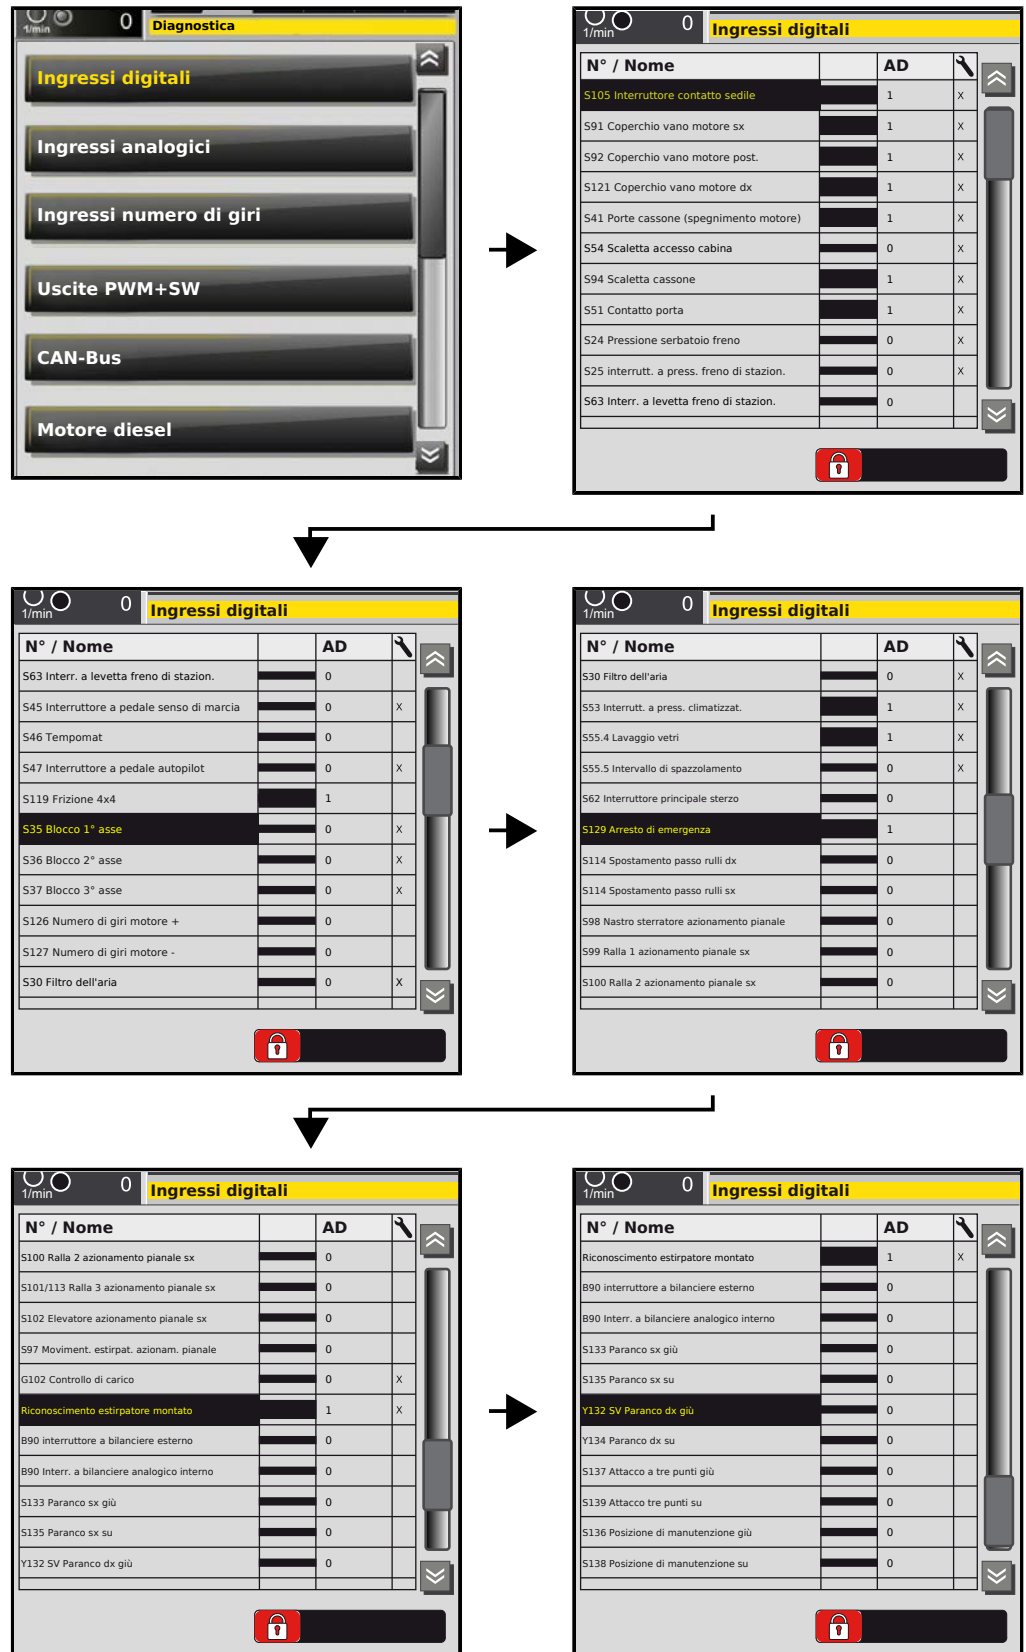 1/min 0 Diagnostica
Ingressi digitali
Ingressi analogici
Ingressi numero di giri
Uscite PWM+SW
CAN-Bus
Motore diesel
1/min 0 Ingressi digitali
N° / Nome AD
S105 Interruttore contatto sedile 1 X
S91 Coperchio vano motore sx 1 X
S92 Coperchio vano motore post. 1 X
S121 Coperchio vano motore dx 1 X
S41 Porte cassone (spegnimento motore) 1 X
S54 Scaletta accesso cabina 0 X
S94 Scaletta cassone 1 X
S51 Contatto porta 1 X
S24 Pressione serbatoio freno 0 X
S25 interrutt. a press. freno di stazion. 0 X
S63 Interr. a levetta freno di stazion. 0
1/min 0 Ingressi digitali
N° / Nome AD
S63 Interr. a levetta freno di stazion. 0
S45 Interruttore a pedale senso di marcia 0 X
S46 Tempomat 0
S47 Interruttore a pedale autopilot 0 X
S119 Frizione 4x4 1
S35 Blocco 1° asse 0 X
S36 Blocco 2° asse 0 X
S37 Blocco 3° asse 0 X
S126 Numero di giri motore + 0
S127 Numero di giri motore - 0
S30 Filtro dell'aria 0 X
1/min 0 Ingressi digitali
N° / Nome AD
S30 Filtro dell'aria 0 X
S53 Interrutt. a press. climatizzat. 1 X
S55.4 Lavaggio vetri 1 X
S55.5 Intervallo di spazzolamento 0 X
S62 Interruttore principale sterzo 0
S129 Arresto di emergenza 1
S114 Spostamento passo rulli dx 0
S114 Spostamento passo rulli sx 0
S98 Nastro sterratore azionamento pianale 0
S99 Ralla 1 azionamento pianale sx 0
S100 Ralla 2 azionamento pianale sx 0
1/min 0 Ingressi digitali
N° / Nome AD
S100 Ralla 2 azionamento pianale sx 0
S101/113 Ralla 3 azionamento pianale sx 0
S102 Elevatore azionamento pianale sx 0
S97 Moviment. estirpat. azionam. pianale 0
G102 Controllo di carico 0 X
Riconoscimento estirpatore montato 1 X
B90 interruttore a bilanciere esterno 0
B90 Interr. a bilanciere analogico interno 0
S133 Paranco sx giù 0
S135 Paranco sx su 0
Y132 SV Paranco dx giù 0
1/min 0 Ingressi digitali
N° / Nome AD
Riconoscimento estirpatore montato 1 X
B90 interruttore a bilanciere esterno 0
B90 Interr. a bilanciere analogico interno 0
S133 Paranco sx giù 0
S135 Paranco sx su 0
Y132 SV Paranco dx giù 0
Y134 Paranco dx su 0
S137 Attacco a tre punti giù 0
S139 Attacco tre punti su 0
S136 Posizione di manutenzione giù 0
S138 Posizione di manutenzione su 0